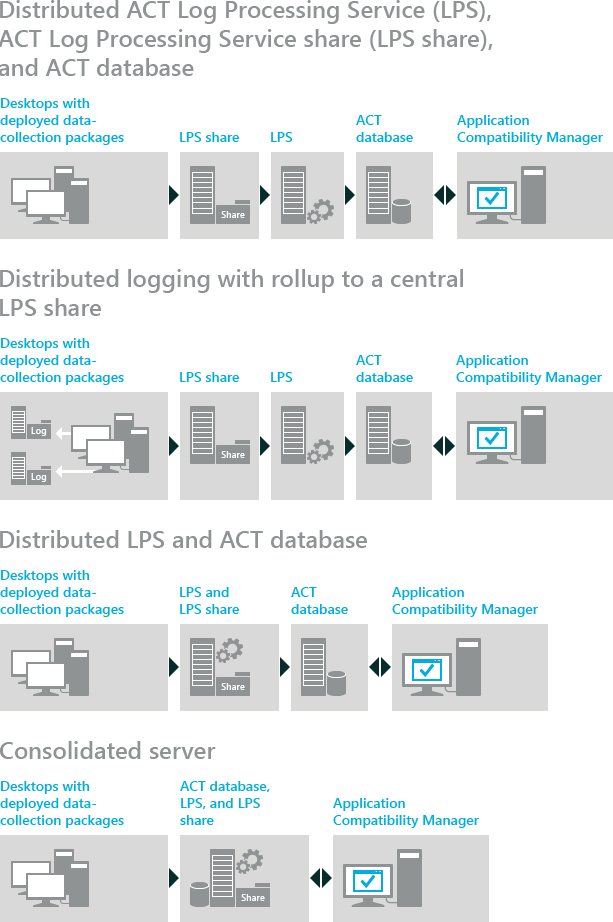 Distributed ACT Log Processing Service (LPS),
ACT Log Processing Service share (LPS share),
and ACT database
Desktops with
deployed data-
collection packages
LPS share
LPS
ACT
database
Application
Compatibility Manager
Share
Distributed logging with rollup to a central
LPS share
Desktops with
deployed data-
collection packages
LPS share
LPS
ACT
database
Application
Compatibility Manager
Log
Log
Share
Distributed LPS and ACT database
Desktops with
deployed data-
collection packages
LPS and
LPS share
ACT
database
Application
Compatibility Manager
Share
Consolidated server
Desktops with
deployed data-
collection packages
ACT database,
LPS, and LPS
share
Application
Compatibility Manager
Share